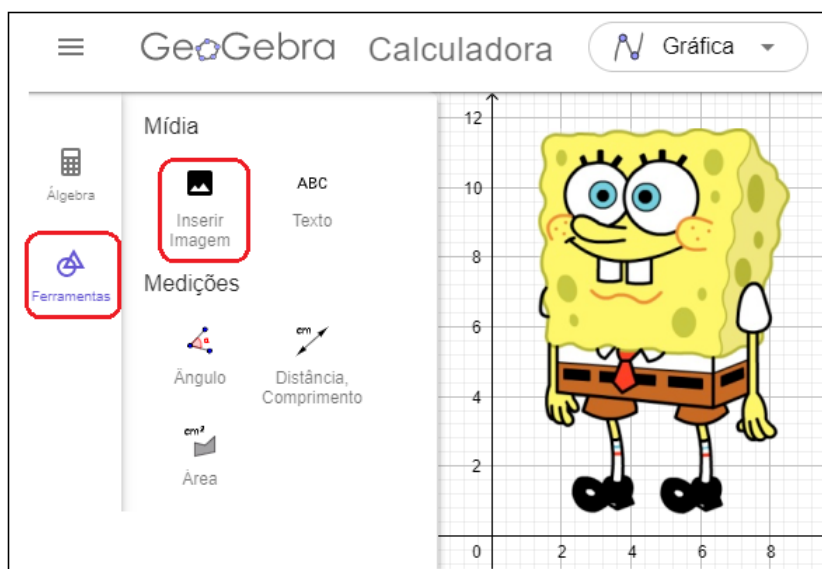 GeoGebra Calculadora Gráfica
Mídia
Álgebra
Inserir
Imagem
ABC
Texto
Ferramentas
Medições
α
Ângulo
cm
Distância,
Comprimento
cm²
Área
12
10
8
6
4
2
0 2 4 6 8